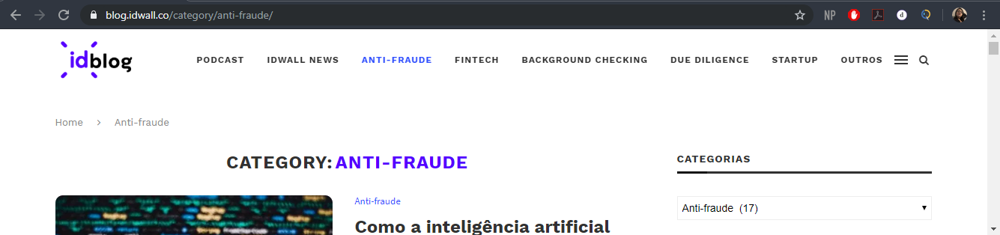 blog.idwall.co/category/anti-fraude/
NP
idblog
PODCAST IDWALL NEWS ANTI-FRAUDE FINTECH BACKGROUND CHECKING DUE DILIGENCE STARTUP OUTROS
Home > Anti-fraude
CATEGORY: ANTI-FRAUDE
CATEGORIAS
Anti-fraude
Anti-fraude (17)
Como a inteligência artificial